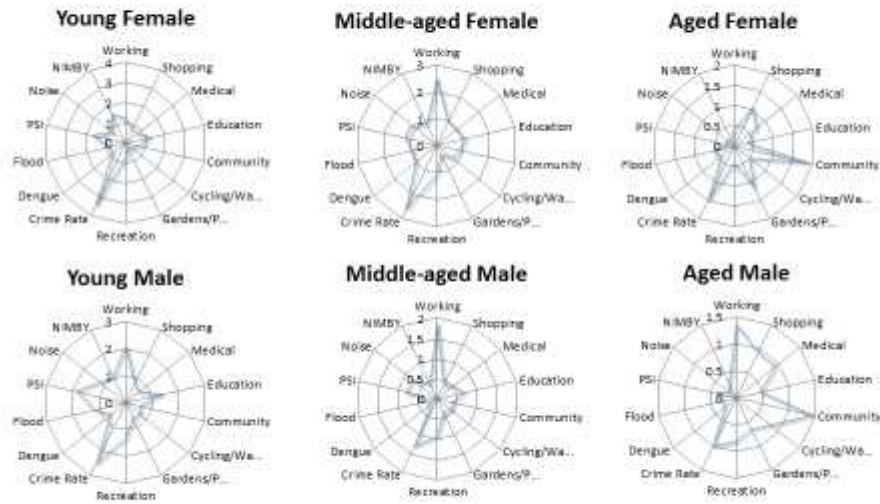 Young Female
Working
Shopping
Medical
Education
Community
Cycling/Wa...
Gardens/P...
Recreation
Crime Rate
Dengue
Flood
PSI
Noise
NIMBY
4
3
2
1
0
Middle-aged Female
Working
Shopping
Medical
Education
Community
Cycling/Wa...
Gardens/P...
Recreation
Crime Rate
Dengue
Flood
PSI
Noise
NIMBY
3
2
1
0
Aged Female
Working
Shopping
Medical
Education
Community
Cycling/Wa...
Gardens/P...
Recreation
Crime Rate
Dengue
Flood
PSI
Noise
NIMBY
2
1.5
1
0.5
0
Young Male
Working
Shopping
Medical
Education
Community
Cycling/Wa...
Gardens/P...
Recreation
Crime Rate
Dengue
Flood
PSI
Noise
NIMBY
3
2
1
0
Middle-aged Male
Working
Shopping
Medical
Education
Community
Cycling/Wa...
Gardens/P...
Recreation
Crime Rate
Dengue
Flood
PSI
Noise
NIMBY
2
1.5
1
0.5
0
Aged Male
Working
Shopping
Medical
Education
Community
Cycling/Wa...
Gardens/P...
Recreation
Crime Rate
Dengue
Flood
PSI
Noise
NIMBY
1.5
1
0.5
0